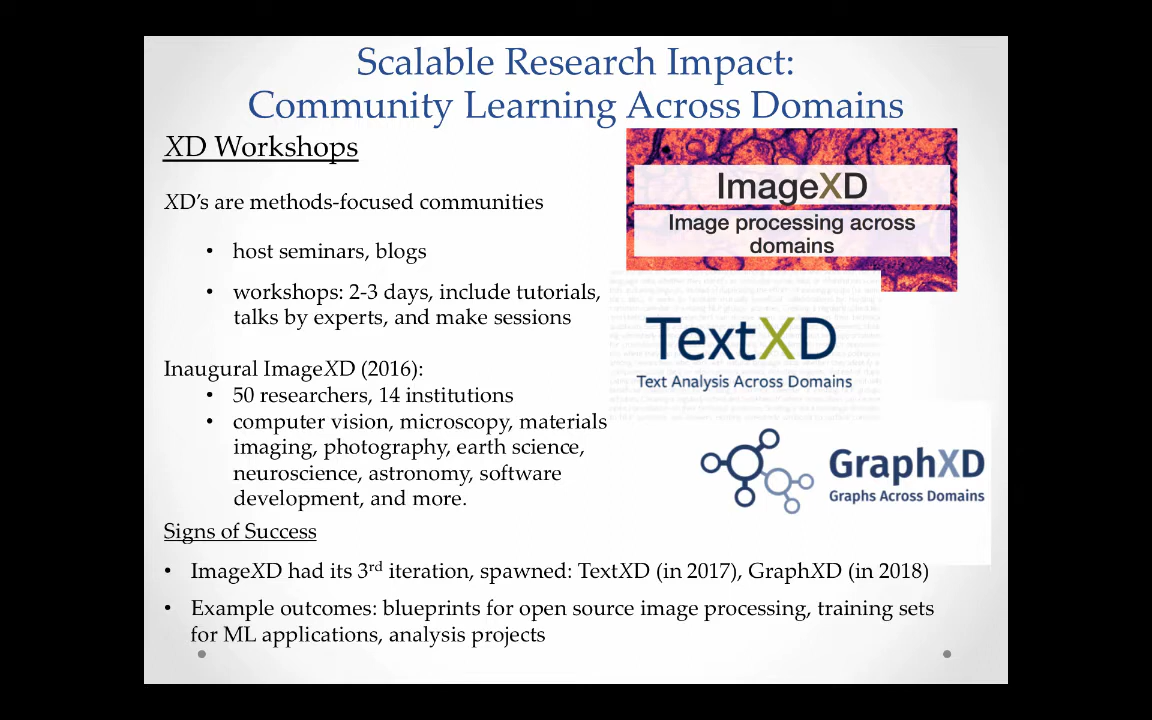 Scalable Research Impact:
Community Learning Across Domains
XD Workshops
XD's are methods-focused communities
• host seminars, blogs
• workshops: 2-3 days, include tutorials,
talks by experts, and make sessions
Inaugural ImageXD (2016):
• 50 researchers, 14 institutions
• computer vision, microscopy, materials
imaging, photography, earth science,
neuroscience, astronomy, software
development, and more.
Signs of Success
• ImageXD had its 3rd iteration, spawned: TextXD (in 2017), GraphXD (in 2018)
• Example outcomes: blueprints for open source image processing, training sets
for ML applications, analysis projects
ImageXD
Image processing across
domains
TextXD
Text Analysis Across Domains
GraphXD
Graphs Across Domains